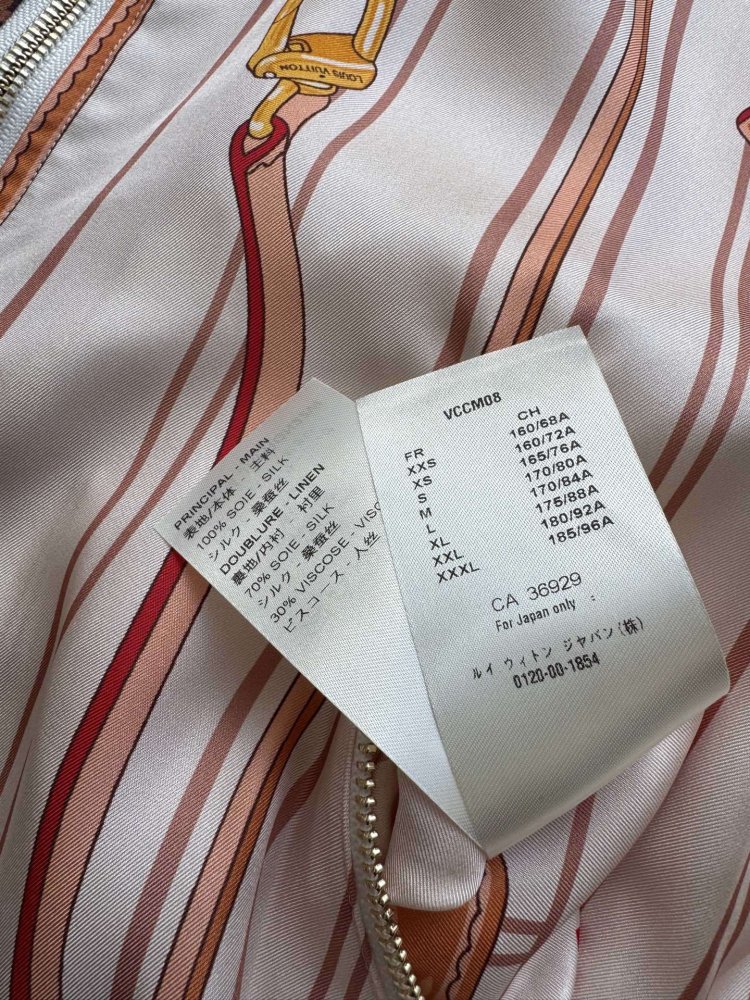 LOUIS VUITTON
PRINCIPAL - MAIN
表地/本体 - 主料
100% SOIE - SILK
シルク - 桑蚕丝
DOUBLURE - LINEN
裏地/内衬 - 衬里
70% SOIE - SILK
シルク - 桑蚕丝
30% VISCOSE - VISC
ビスコース - 人丝
VCCM08
FR CH
XXS 160/68A
XS 160/72A
S 165/76A
M 170/80A
L 170/84A
XL 175/88A
XXL 180/92A
XXXL 185/96A
CA 36929
For Japan only :
ルイ ヴィトン ジャパン(株)
0120-00-1854